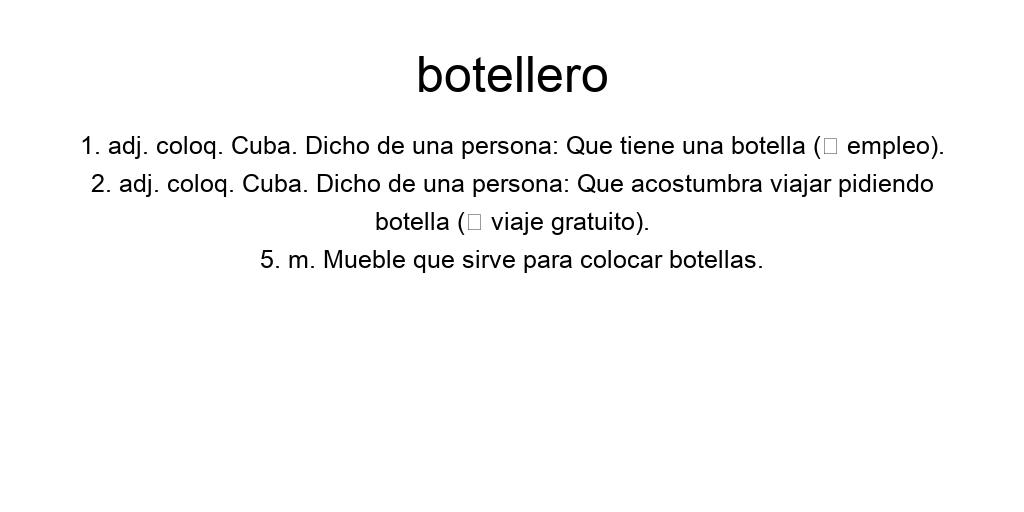 botellero
1. adj. coloq. Cuba. Dicho de una persona: Que tiene una botella (□ empleo).
2. adj. coloq. Cuba. Dicho de una persona: Que acostumbra viajar pidiendo
botella (□ viaje gratuito).
5. m. Mueble que sirve para colocar botellas.